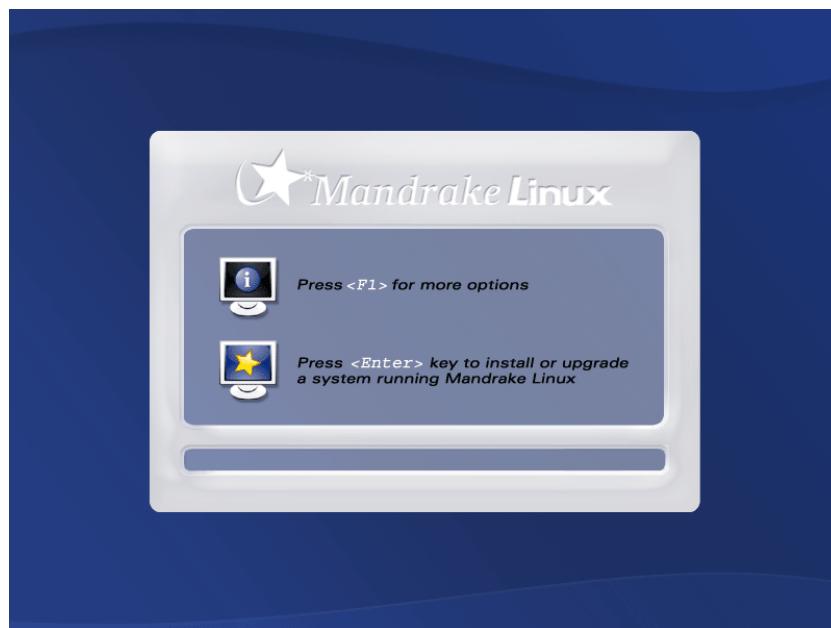 Mandrake Linux
Press <F1> for more options
Press <Enter> key to install or upgrade
a system running Mandrake Linux